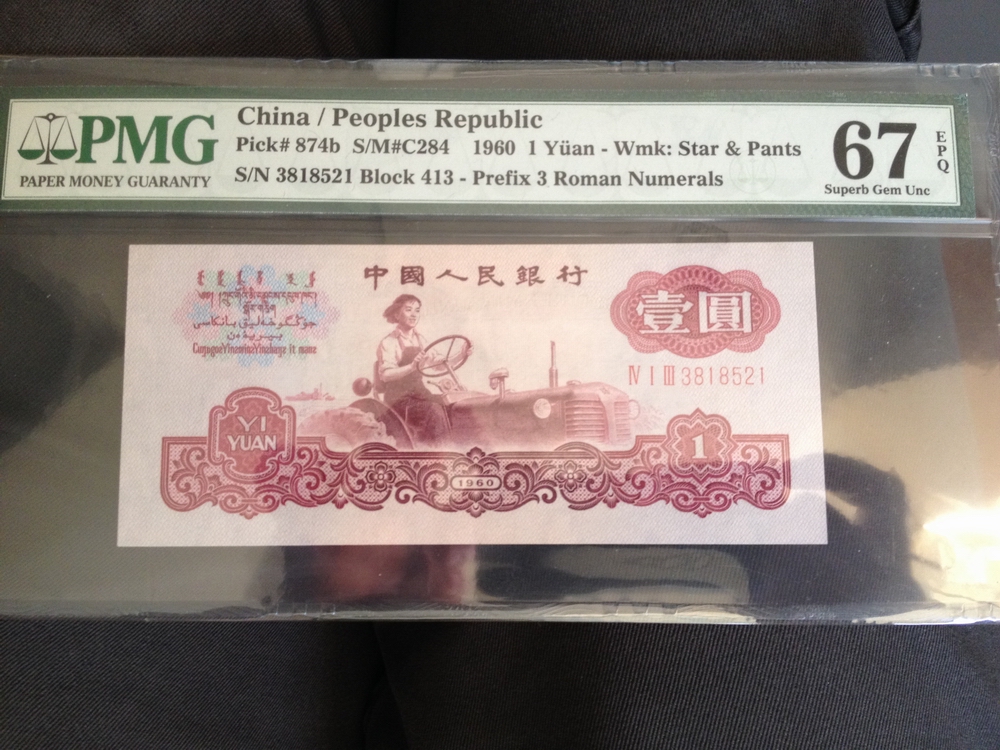 PMG
PAPER MONEY GUARANTY
China / Peoples Republic
Pick# 874b S/M#C284 1960 1 Yüan - Wmk: Star & Pants
S/N 3818521 Block 413 - Prefix 3 Roman Numerals
67
EPQ
Superb Gem Unc
中國人民銀行
壹圓
Ⅳ Ⅰ Ⅲ 3818521
YI
YUAN
1
1960